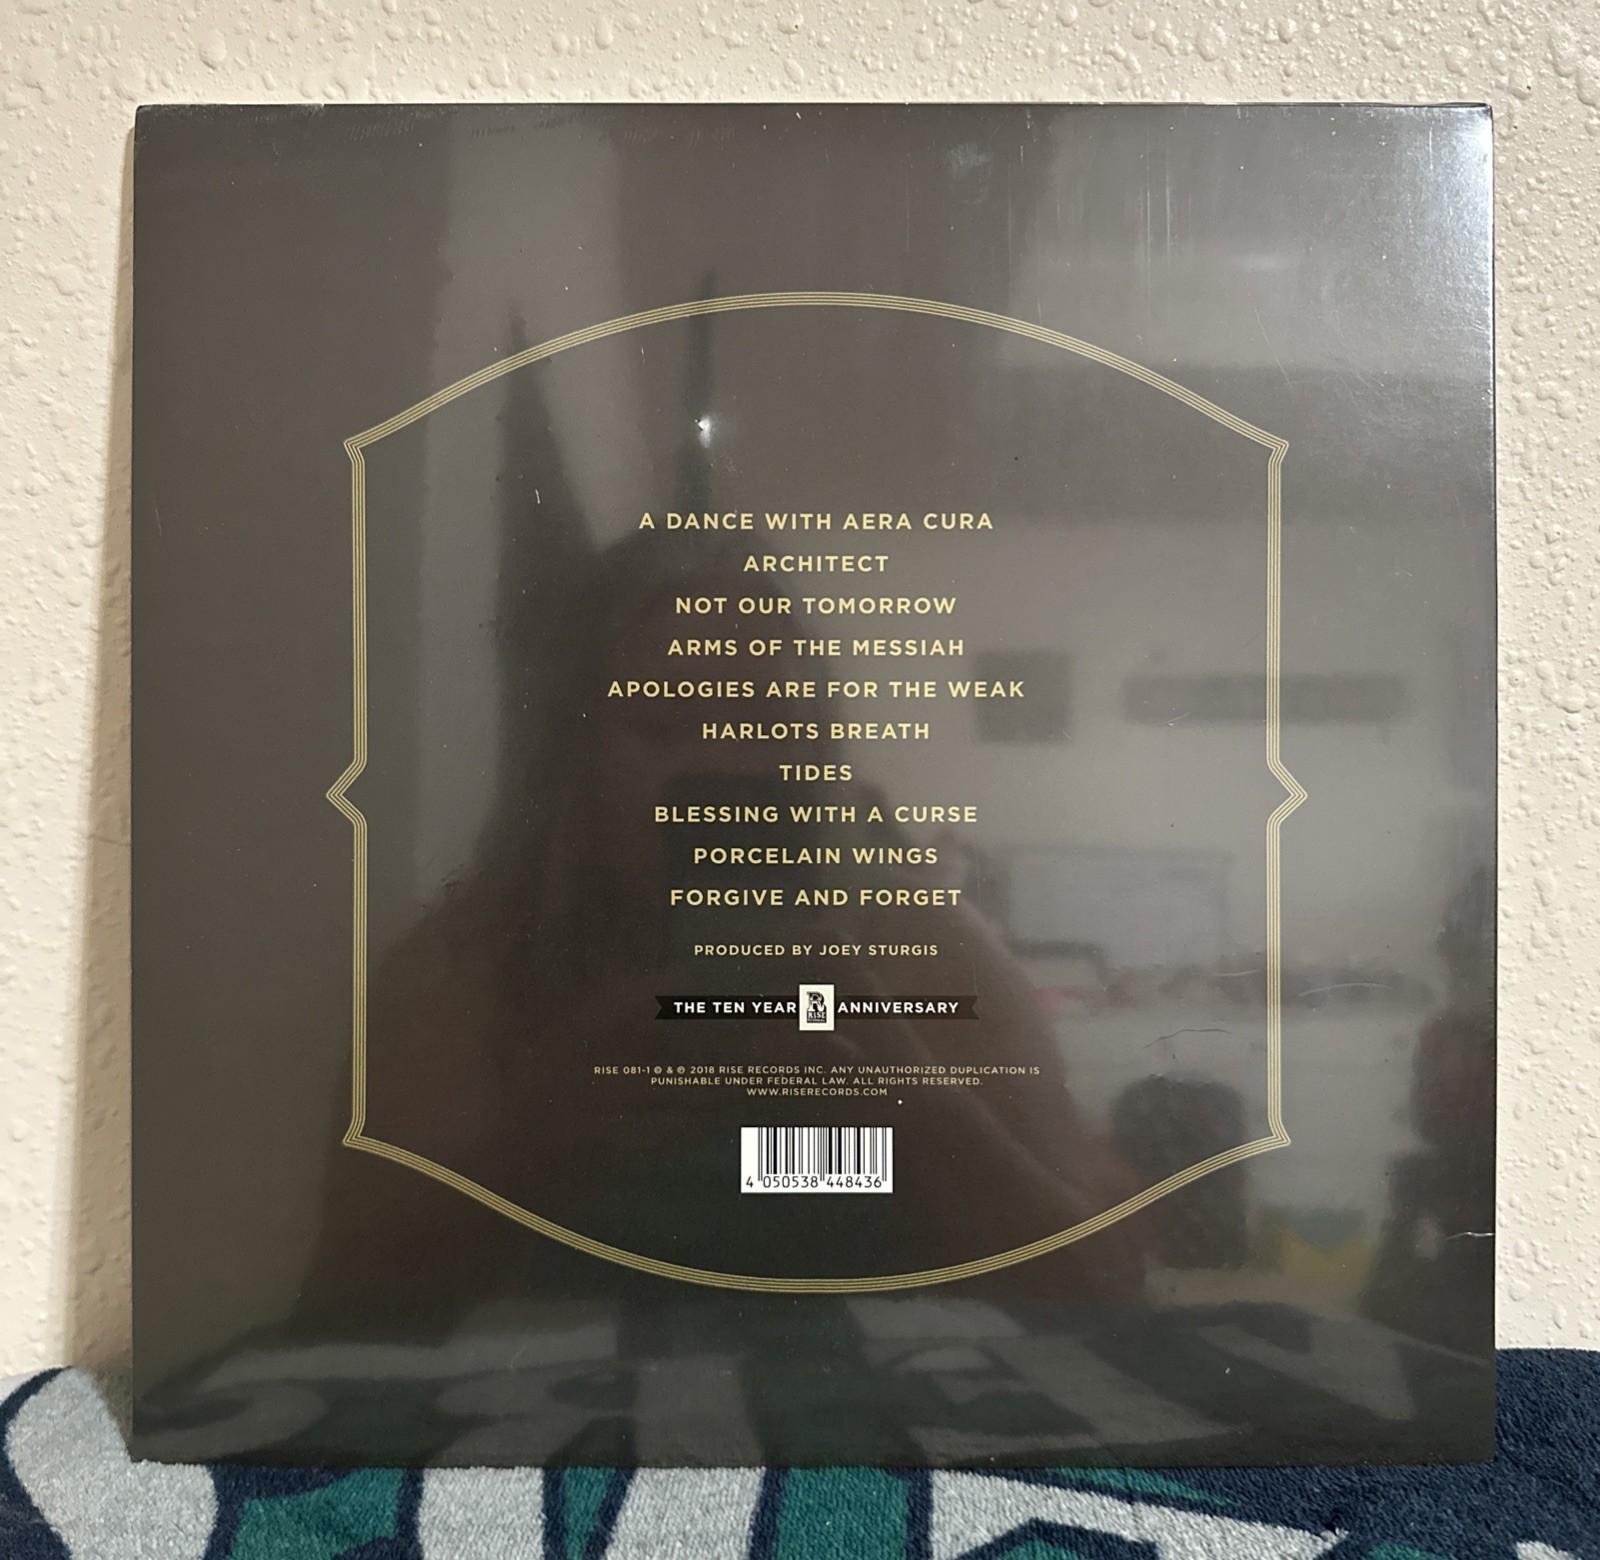 A DANCE WITH AERA CURA
ARCHITECT
NOT OUR TOMORROW
ARMS OF THE MESSIAH
APOLOGIES ARE FOR THE WEAK
HARLOTS BREATH
TIDES
BLESSING WITH A CURSE
PORCELAIN WINGS
FORGIVE AND FORGET
PRODUCED BY JOEY STURGIS
THE TEN YEAR R RISE ANNIVERSARY
RISE 081-1 ℗ & © 2018 RISE RECORDS INC. ANY UNAUTHORIZED DUPLICATION IS
PUNISHABLE UNDER FEDERAL LAW. ALL RIGHTS RESERVED.
WWW.RISERECORDS.COM
4 050538 448436